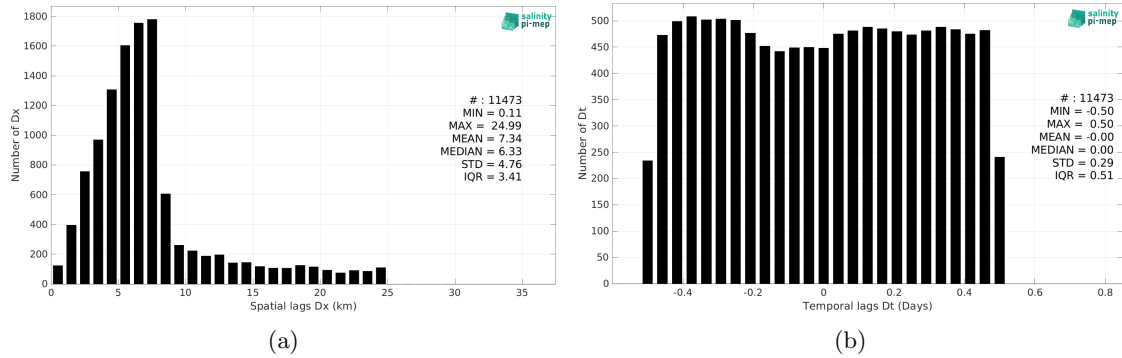 1800
1600
1400
1200
1000
800
600
400
200
0
Number of Dx
0 5 10 15 20 25 30 35
Spatial lags Dx (km)
salinity
pi-mep
# : 11473
MIN = 0.11
MAX = 24.99
MEAN = 7.34
MEDIAN = 6.33
STD = 4.76
IQR = 3.41
(a)
500
450
400
350
300
250
200
150
100
50
0
Number of Dt
-0.4 -0.2 0 0.2 0.4 0.6 0.8
Temporal lags Dt (Days)
salinity
pi-mep
# : 11473
MIN = -0.50
MAX = 0.50
MEAN = -0.00
MEDIAN = 0.00
STD = 0.29
IQR = 0.51
(b)